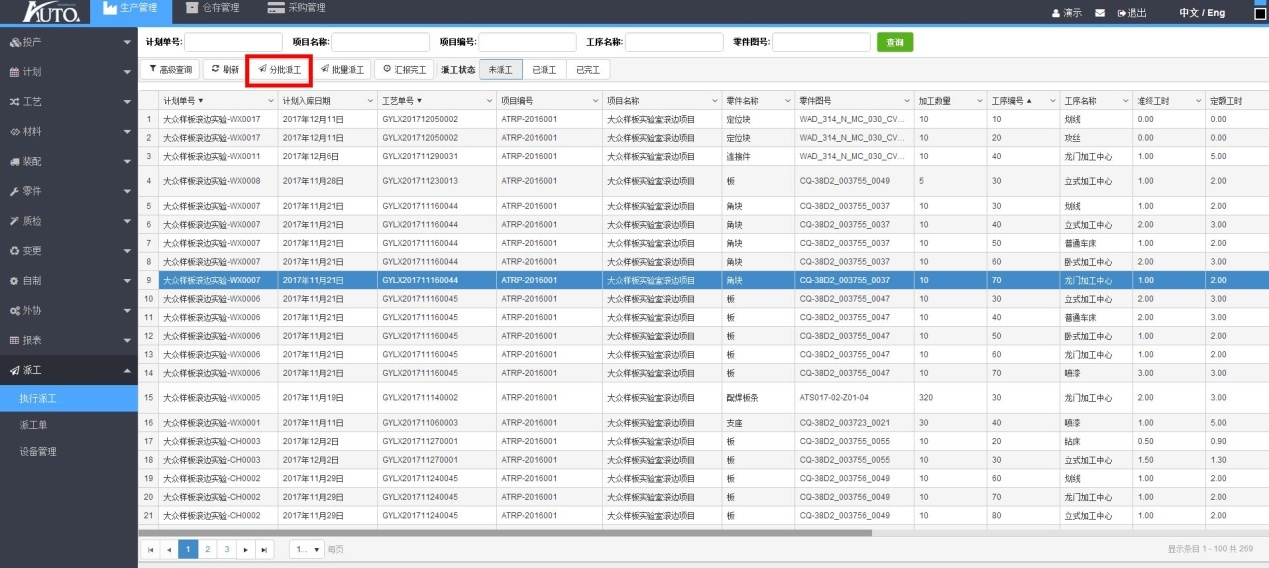 AUTO. 生产管理 仓存管理 采购管理 演示 退出 中文 / Eng
计划单号: 项目名称: 项目编号: 工序名称: 零件图号: 查询
高级查询 刷新 分批派工 批量派工 汇报完工 派工状态 未派工 已派工 已完工
投产
计划
工艺
材料
装配
零件
质检
变更
自制
外协
报表
派工
执行派工
派工单
设备管理
计划单号 ▼ 计划入库日期 工艺单号 ▼ 项目编号 项目名称 零件名称 零件图号 加工数量 工序编号 ▲ 工序名称 准终工时 定额工时
1 大众样板滚边实验-WX0017 2017年12月11日 GYLX201712050002 ATRP-2016001 大众样板实验室滚边项目 定位块 WAD_314_N_MC_030_CV... 10 10 划线 0.00 0.00
2 大众样板滚边实验-WX0017 2017年12月11日 GYLX201712050002 ATRP-2016001 大众样板实验室滚边项目 定位块 WAD_314_N_MC_030_CV... 10 20 攻丝 0.00 0.00
3 大众样板滚边实验-WX0011 2017年12月6日 GYLX201711290031 ATRP-2016001 大众样板实验室滚边项目 连接件 WAD_314_N_MC_030_CV... 10 40 龙门加工中心 1.00 5.00
4 大众样板滚边实验-WX0008 2017年11月28日 GYLX201711230013 ATRP-2016001 大众样板实验室滚边项目 板 CQ-38D2_003755_0049 5 30 立式加工中心 1.00 2.00
5 大众样板滚边实验-WX0007 2017年11月21日 GYLX201711160044 ATRP-2016001 大众样板实验室滚边项目 角块 CQ-38D2_003755_0037 10 30 划线 1.00 2.00
6 大众样板滚边实验-WX0007 2017年11月21日 GYLX201711160044 ATRP-2016001 大众样板实验室滚边项目 角块 CQ-38D2_003755_0037 10 40 立式加工中心 2.00 3.00
7 大众样板滚边实验-WX0007 2017年11月21日 GYLX201711160044 ATRP-2016001 大众样板实验室滚边项目 角块 CQ-38D2_003755_0037 10 50 普通车床 1.00 2.00
8 大众样板滚边实验-WX0007 2017年11月21日 GYLX201711160044 ATRP-2016001 大众样板实验室滚边项目 角块 CQ-38D2_003755_0037 10 60 卧式加工中心 2.00 3.00
9 大众样板滚边实验-WX0007 2017年11月21日 GYLX201711160044 ATRP-2016001 大众样板实验室滚边项目 角块 CQ-38D2_003755_0037 10 70 龙门加工中心 1.00 2.00
10 大众样板滚边实验-WX0006 2017年11月21日 GYLX201711160045 ATRP-2016001 大众样板实验室滚边项目 板 CQ-38D2_003755_0047 10 30 立式加工中心 2.00 3.00
11 大众样板滚边实验-WX0006 2017年11月21日 GYLX201711160045 ATRP-2016001 大众样板实验室滚边项目 板 CQ-38D2_003755_0047 10 40 普通车床 2.00 3.00
12 大众样板滚边实验-WX0006 2017年11月21日 GYLX201711160045 ATRP-2016001 大众样板实验室滚边项目 板 CQ-38D2_003755_0047 10 50 卧式加工中心 1.00 2.00
13 大众样板滚边实验-WX0006 2017年11月21日 GYLX201711160045 ATRP-2016001 大众样板实验室滚边项目 板 CQ-38D2_003755_0047 10 60 龙门加工中心 1.00 2.00
14 大众样板滚边实验-WX0006 2017年11月21日 GYLX201711160045 ATRP-2016001 大众样板实验室滚边项目 板 CQ-38D2_003755_0047 10 70 喷漆 3.00 3.00
15 大众样板滚边实验-WX0005 2017年11月19日 GYLX201711140002 ATRP-2016001 大众样板实验室滚边项目 配焊板条 ATS017-02-Z01-04 320 30 龙门加工中心 2.00 3.00
16 大众样板滚边实验-WX0001 2017年11月9日 GYLX201711060003 ATRP-2016001 大众样板实验室滚边项目 支座 CQ-38D2_003723_0021 30 40 喷漆 1.00 5.00
17 大众样板滚边实验-CH0003 2017年12月2日 GYLX201711270001 ATRP-2016001 大众样板实验室滚边项目 板 CQ-38D2_003755_0055 10 20 钻床 0.50 0.90
18 大众样板滚边实验-CH0003 2017年12月2日 GYLX201711270001 ATRP-2016001 大众样板实验室滚边项目 板 CQ-38D2_003755_0055 10 30 立式加工中心 1.50 1.30
19 大众样板滚边实验-CH0002 2017年11月29日 GYLX201711240045 ATRP-2016001 大众样板实验室滚边项目 板 CQ-38D2_003756_0049 10 60 划线 1.00 2.00
20 大众样板滚边实验-CH0002 2017年11月29日 GYLX201711240045 ATRP-2016001 大众样板实验室滚边项目 板 CQ-38D2_003756_0049 10 70 龙门加工中心 1.00 2.00
21 大众样板滚边实验-CH0002 2017年11月29日 GYLX201711240045 ATRP-2016001 大众样板实验室滚边项目 板 CQ-38D2_003756_0049 10 80 立式加工中心 1.00 2.00
1 2 3 1... ▼ 每页 显示条目 1 - 100 共 269